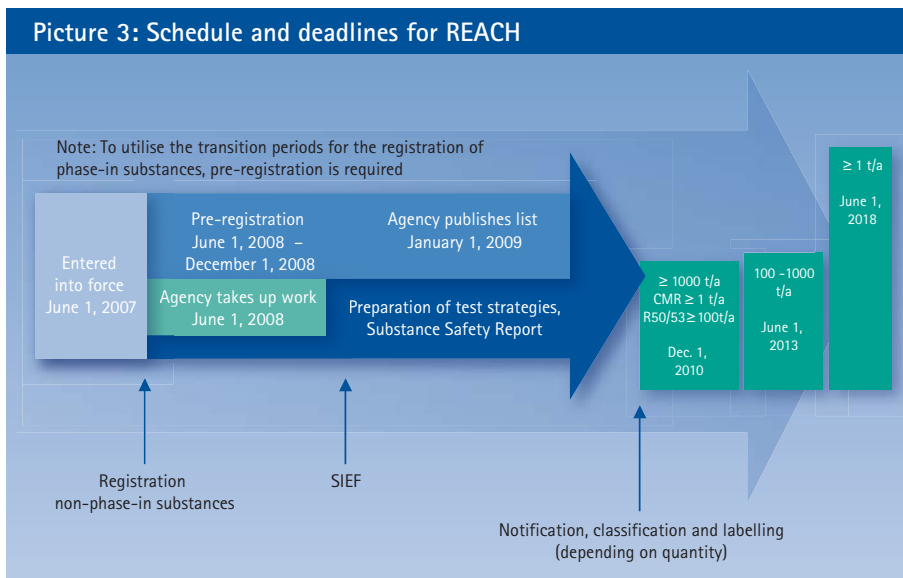 Picture 3: Schedule and deadlines for REACH
Note: To utilise the transition periods for the registration of
phase-in substances, pre-registration is required
Entered
into force
June 1, 2007
Pre-registration
June 1, 2008 –
December 1, 2008
Agency takes up work
June 1, 2008
Agency publishes list
January 1, 2009
Preparation of test strategies,
Substance Safety Report
≥ 1000 t/a
CMR ≥ 1 t/a
R50/53≥100t/a
Dec. 1,
2010
100 -1000
t/a
June 1,
2013
≥ 1 t/a
June 1,
2018
Registration
non-phase-in substances
SIEF
Notification, classification and labelling
(depending on quantity)